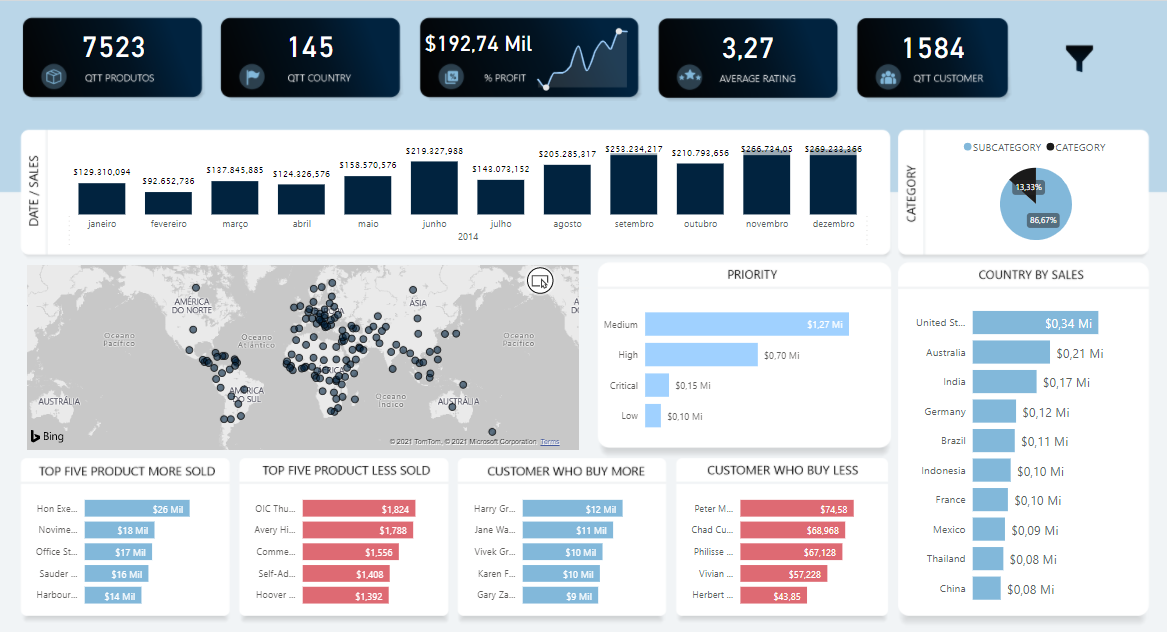 7523
QTT PRODUTOS
145
QTT COUNTRY
$192,74 Mil
% PROFIT
3,27
AVERAGE RATING
1584
QTT CUSTOMER
DATE / SALES
$129.310,094
$92.652,736
$137.845,885
$124.326,576
$158.570,576
$219.327,988
$143.073,152
$205.285,317
$253.234,217
$210.793,656
$266.734,05
$269.233,366
janeiro
fevereiro
março
abril
maio
junho
julho
agosto
setembro
outubro
novembro
dezembro
2014
CATEGORY
SUBCATEGORY
CATEGORY
13,33%
86,67%
AMÉRICA
DO NORTE
ÁSIA
Oceano
Pacífico
Oceano
Atlântico
Oceano
Pacífico
AMÉRICA
DO SUL
Oceano
Índico
AUSTRÁLIA
AUSTRÁLIA
Bing
© 2021 TomTom, © 2021 Microsoft Corporation Terms
PRIORITY
Medium
$1,27 Mi
High
$0,70 Mi
Critical
$0,15 Mi
Low
$0,10 Mi
COUNTRY BY SALES
United St...
$0,34 Mi
Australia
$0,21 Mi
India
$0,17 Mi
Germany
$0,12 Mi
Brazil
$0,11 Mi
Indonesia
$0,10 Mi
France
$0,10 Mi
Mexico
$0,09 Mi
Thailand
$0,08 Mi
China
$0,08 Mi
TOP FIVE PRODUCT MORE SOLD
Hon Exe...
$26 Mil
Novime...
$18 Mil
Office St...
$17 Mil
Sauder ...
$16 Mil
Harbour...
$14 Mil
TOP FIVE PRODUCT LESS SOLD
OIC Thu...
$1,824
Avery Hi...
$1,788
Comme...
$1,556
Self-Ad...
$1,408
Hoover ...
$1,392
CUSTOMER WHO BUY MORE
Harry Gr...
$12 Mil
Jane Wa...
$11 Mil
Vivek Gr...
$10 Mil
Karen F...
$10 Mil
Gary Za...
$9 Mil
CUSTOMER WHO BUY LESS
Peter M...
$74,58
Chad Cu...
$68,968
Philisse ...
$67,128
Vivian ...
$57,228
Herbert ...
$43,85